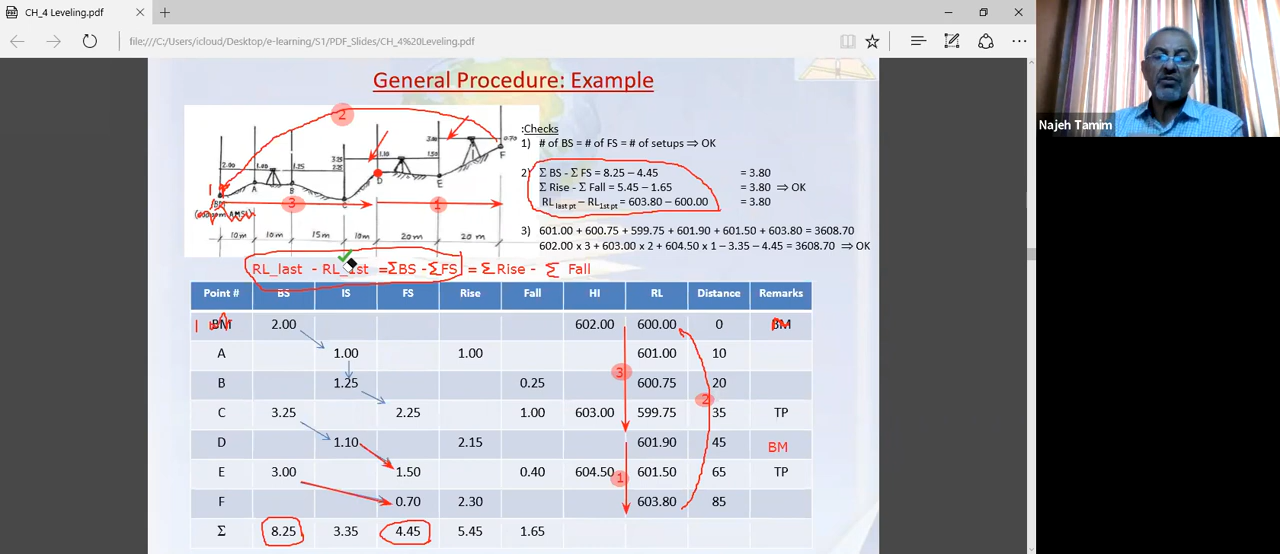 CH_4 Leveling.pdf
file:///C:/Users/icloud/Desktop/e-learning/S1/PDF_Slides/CH_4%20Leveling.pdf
General Procedure: Example
2
2.00 1.00 1.25 3.25 2.25 1.10 1.50 3.00 0.70
1 A B C D E F
3 1
10m 10m 15m 10m 20m 20m
:Checks
1) # of BS = # of FS = # of setups ⇒ OK
2) Σ BS - Σ FS = 8.25 – 4.45 = 3.80
Σ Rise - Σ Fall = 5.45 – 1.65 = 3.80 ⇒ OK
RL last pt – RL 1st pt = 603.80 – 600.00 = 3.80
3) 601.00 + 600.75 + 599.75 + 601.90 + 601.50 + 603.80 = 3608.70
602.00 x 3 + 603.00 x 2 + 604.50 x 1 – 3.35 – 4.45 = 3608.70 ⇒ OK
RL_last - RL_1st = ΣBS - ΣFS = ΣRise - Σ Fall
Point # BS IS FS Rise Fall HI RL Distance Remarks
1 BM 2.00 602.00 600.00 0 BM
A 1.00 1.00 601.00 10
B 1.25 0.25 600.75 20
3 2
C 3.25 2.25 1.00 603.00 599.75 35 TP
D 1.10 2.15 601.90 45 BM
E 3.00 1.50 0.40 604.50 601.50 65 TP
1
F 0.70 2.30 603.80 85
Σ 8.25 3.35 4.45 5.45 1.65
Najeh Tamim